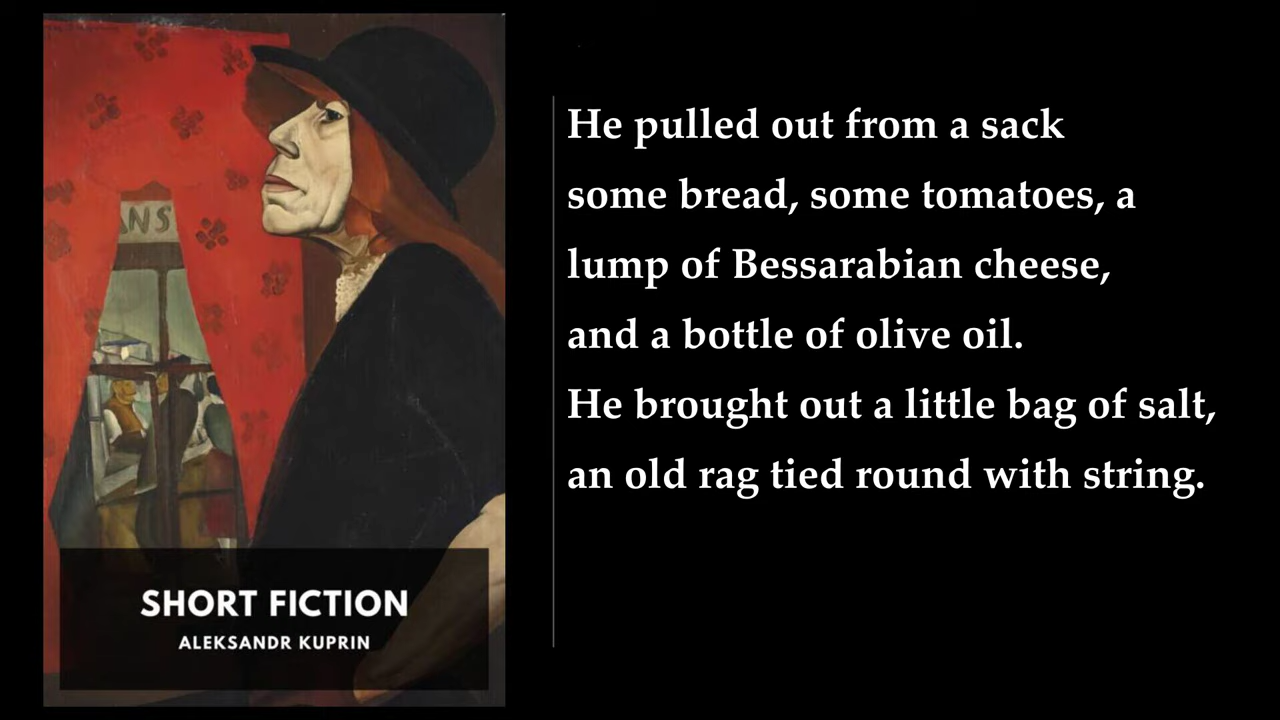 ANS
SHORT FICTION
ALEKSANDR KUPRIN
He pulled out from a sack
some bread, some tomatoes, a
lump of Bessarabian cheese,
and a bottle of olive oil.
He brought out a little bag of salt,
an old rag tied round with string.